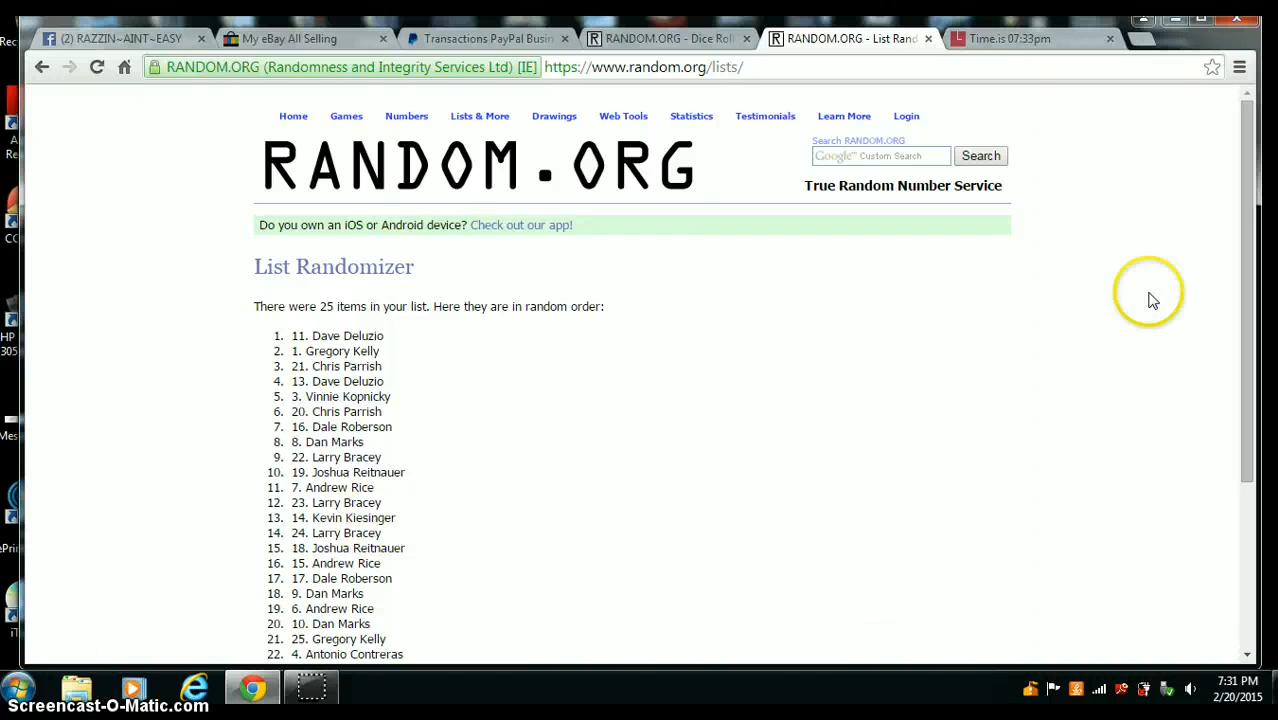 (2) RAZZIN~AINT~EASY
My eBay All Selling
Transactions PayPal Busin
RANDOM.ORG - Dice Roll
RANDOM.ORG - List Rand
Time.is 07:33pm
RANDOM.ORG (Randomness and Integrity Services Ltd) [IE]
https://www.random.org/lists/
Home
Games
Numbers
Lists & More
Drawings
Web Tools
Statistics
Testimonials
Learn More
Login
Search RANDOM.ORG
Google™ Custom Search
Search
RANDOM.ORG
True Random Number Service
Do you own an iOS or Android device? Check out our app!
List Randomizer
There were 25 items in your list. Here they are in random order:
1. 11. Dave Deluzio
2. 1. Gregory Kelly
3. 21. Chris Parrish
4. 13. Dave Deluzio
5. 3. Vinnie Kopnicky
6. 20. Chris Parrish
7. 16. Dale Roberson
8. 8. Dan Marks
9. 22. Larry Bracey
10. 19. Joshua Reitnauer
11. 7. Andrew Rice
12. 23. Larry Bracey
13. 14. Kevin Kiesinger
14. 24. Larry Bracey
15. 18. Joshua Reitnauer
16. 15. Andrew Rice
17. 17. Dale Roberson
18. 9. Dan Marks
19. 6. Andrew Rice
20. 10. Dan Marks
21. 25. Gregory Kelly
22. 4. Antonio Contreras
Rec
A
Re
CC
HP
305
Mes
ePrin
iT
7:31 PM
2/20/2015
Screencast-O-Matic.com